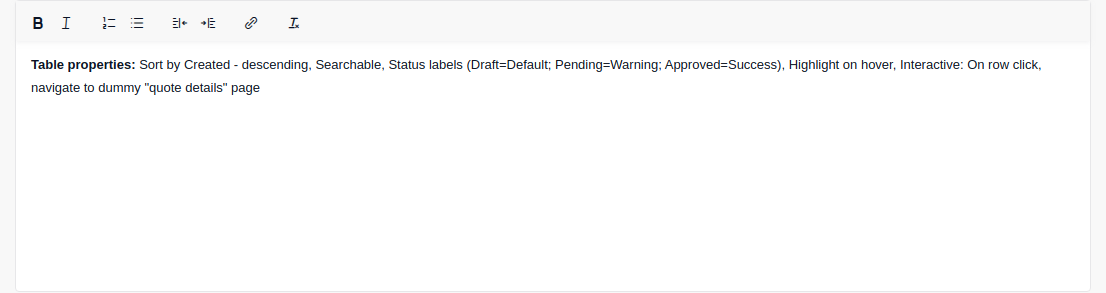 Table properties: Sort by Created - descending, Searchable, Status labels (Draft=Default; Pending=Warning; Approved=Success), Highlight on hover, Interactive: On row click,
navigate to dummy "quote details" page